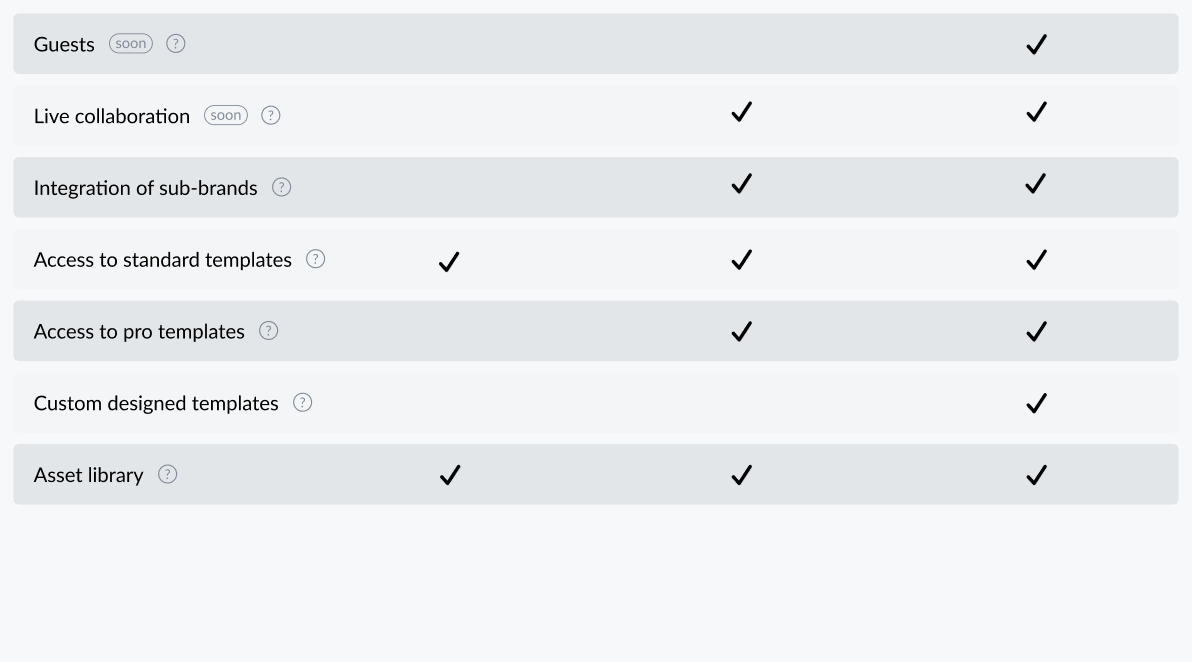 Guests soon ?
Live collaboration soon ?
Integration of sub-brands ?
Access to standard templates ?
Access to pro templates ?
Custom designed templates ?
Asset library ?